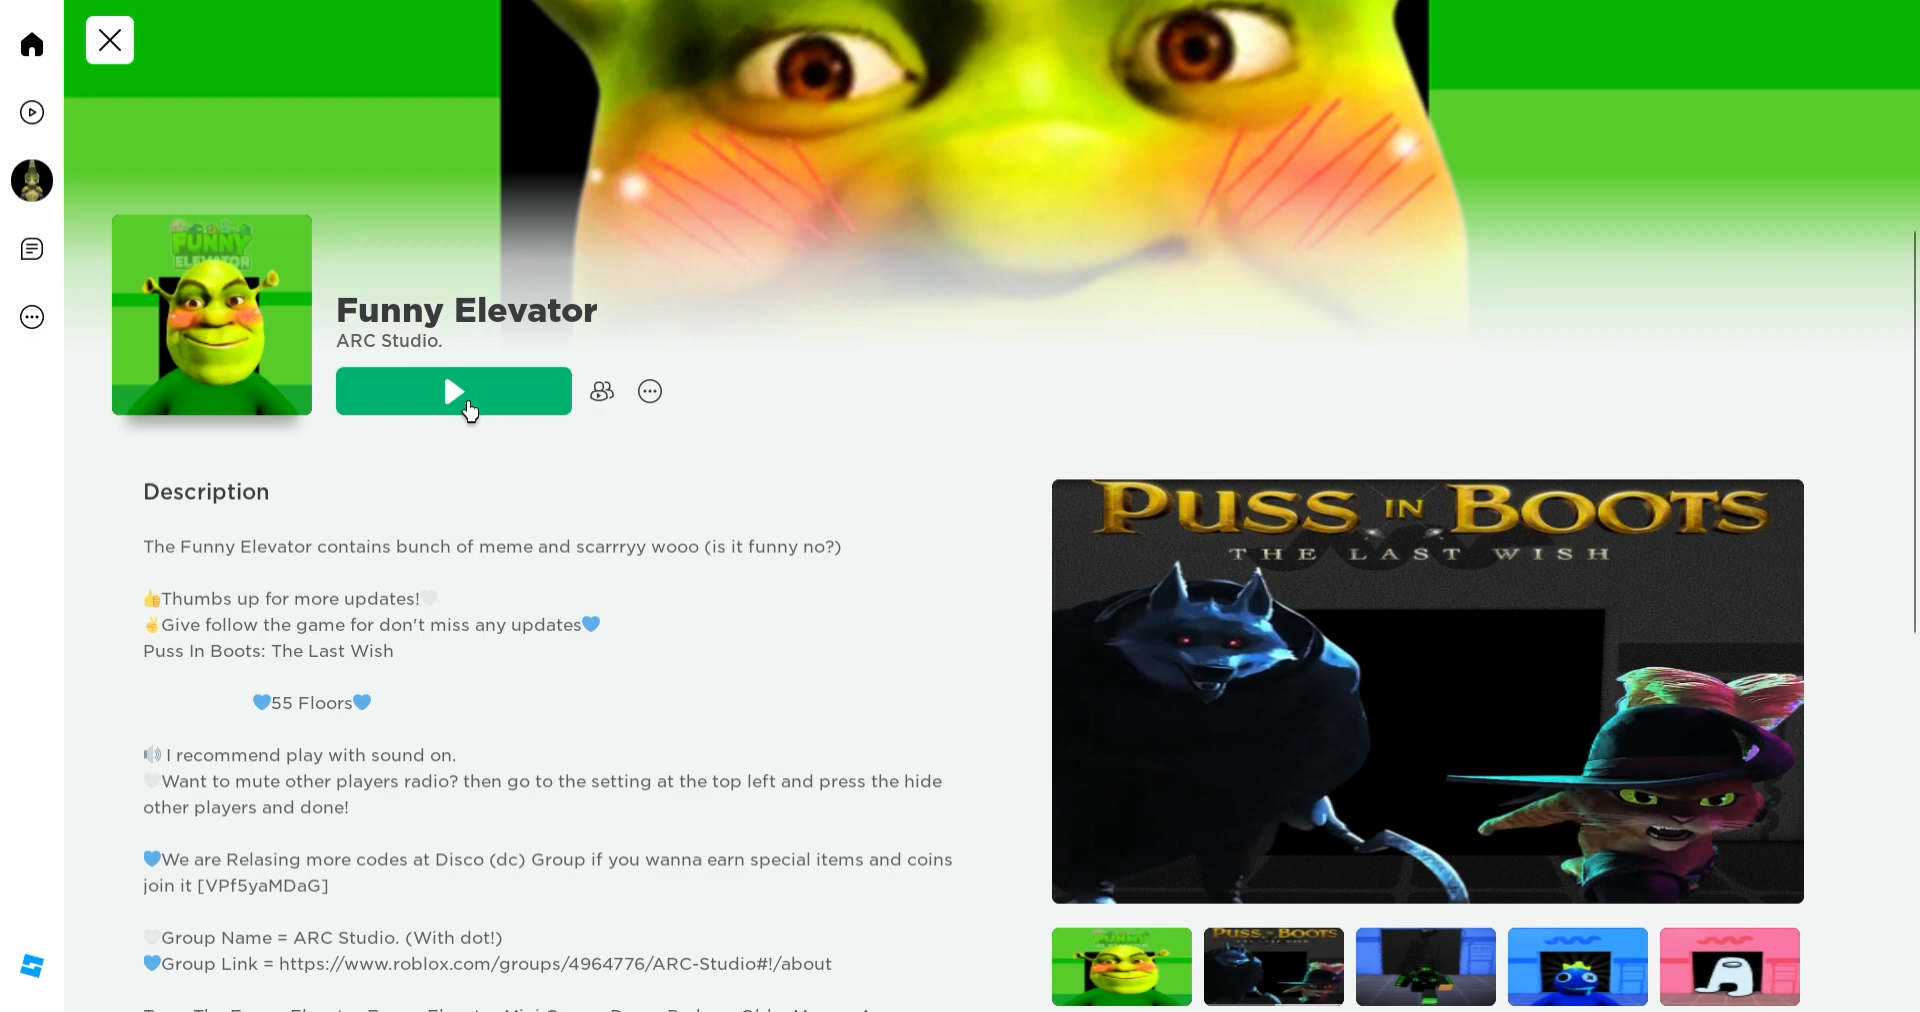 FUNNY
ELEVATOR
Funny Elevator
ARC Studio.
Description
The Funny Elevator contains bunch of meme and scarrryy wooo (is it funny no?)
👍Thumbs up for more updates!🤍
✌Give follow the game for don't miss any updates💙
Puss In Boots: The Last Wish
💙55 Floors💙
🔊 I recommend play with sound on.
🤍Want to mute other players radio? then go to the setting at the top left and press the hide
other players and done!
💙We are Relasing more codes at Disco (dc) Group if you wanna earn special items and coins
join it [VPf5yaMDaG]
🤍Group Name = ARC Studio. (With dot!)
💙Group Link = https://www.roblox.com/groups/4964776/ARC-Studio#!/about
PUSS IN BOOTS
THE LAST WISH
PUSS IN BOOTS